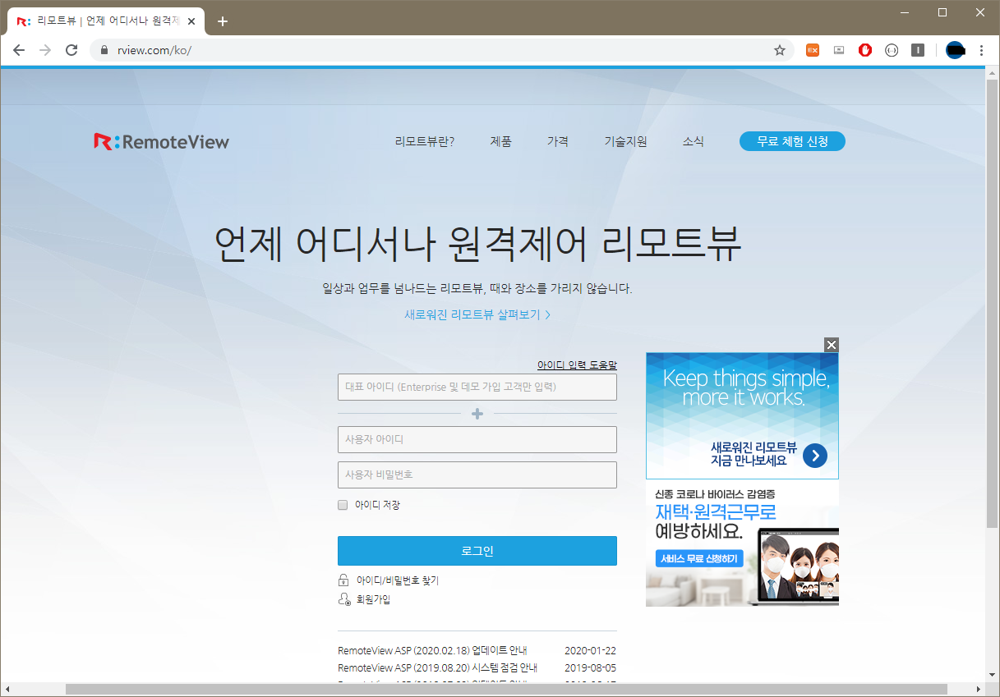 리모트뷰 | 언제 어디서나 원격제
rview.com/ko/
R:RemoteView
리모트뷰란?
제품
가격
기술지원
소식
무료 체험 신청
언제 어디서나 원격제어 리모트뷰
일상과 업무를 넘나드는 리모트뷰, 때와 장소를 가리지 않습니다.
새로워진 리모트뷰 살펴보기 >
아이디 입력 도움말
대표 아이디 (Enterprise 및 데모 가입 고객만 입력)
사용자 아이디
사용자 비밀번호
아이디 저장
로그인
아이디/비밀번호 찾기
회원가입
RemoteView ASP (2020.02.18) 업데이트 안내 2020-01-22
RemoteView ASP (2019.08.20) 시스템 점검 안내 2019-08-05
Keep things simple,
more it works.
새로워진 리모트뷰
지금 만나보세요
신종 코로나 바이러스 감염증
재택·원격근무로
예방하세요.
서비스 무료 신청하기